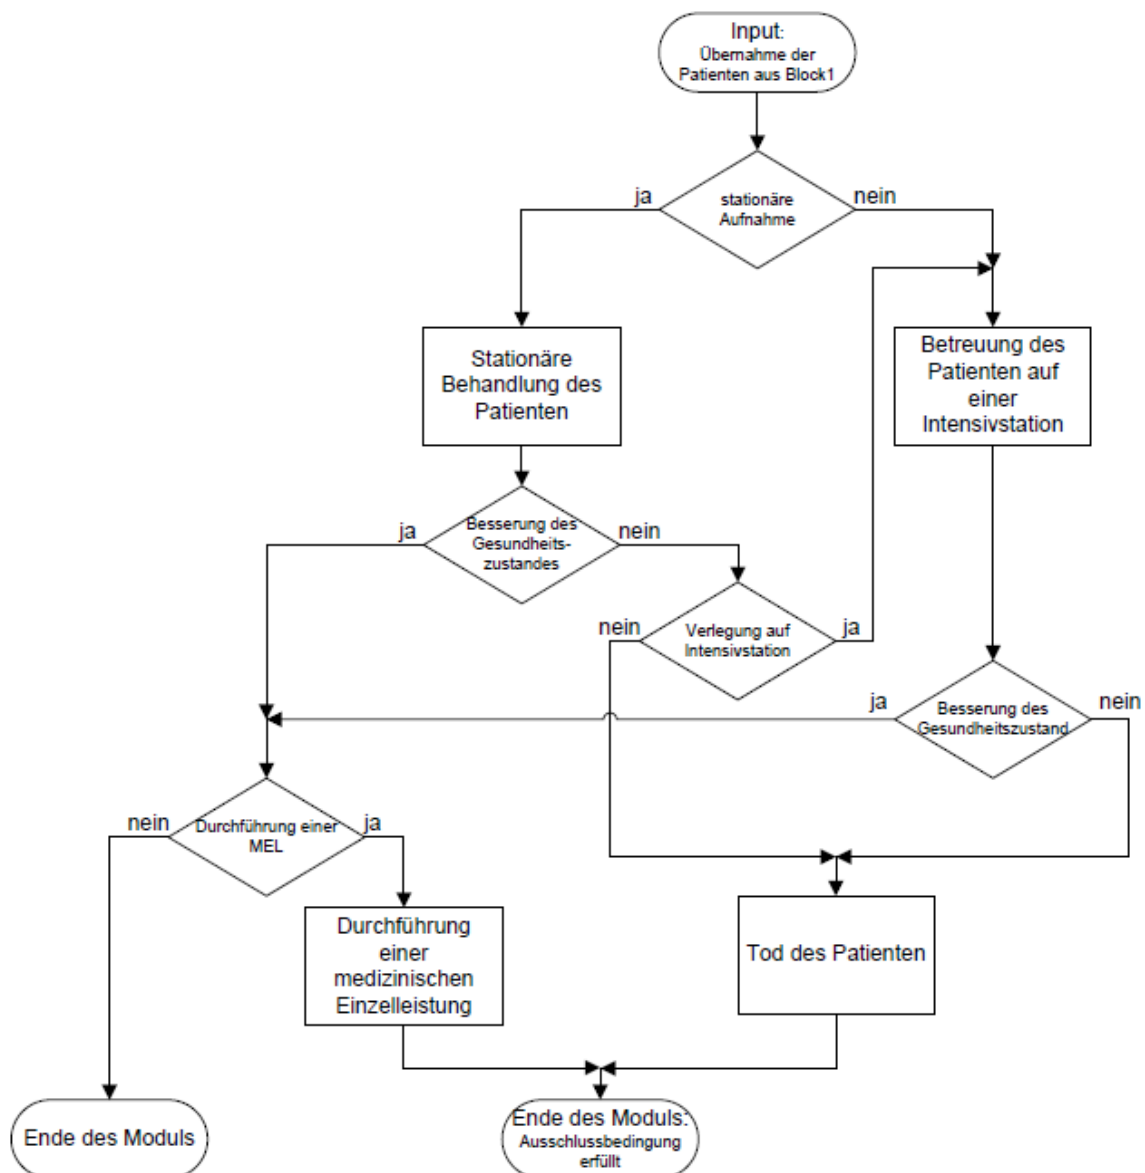 Input:
Übernahme der
Patienten aus Block1
ja
nein
stationäre
Aufnahme
Stationäre
Behandlung des
Patienten
Betreuung des
Patienten auf
einer
Intensivstation
ja
Besserung des
Gesundheits-
zustandes
nein
nein
Verlegung auf
Intensivstation
ja
ja
Besserung des
Gesundheitszustand
nein
nein
Durchführung einer
MEL
ja
Durchführung
einer
medizinischen
Einzelleistung
Tod des Patienten
Ende des Moduls
Ende des Moduls:
Ausschlussbedingung
erfüllt